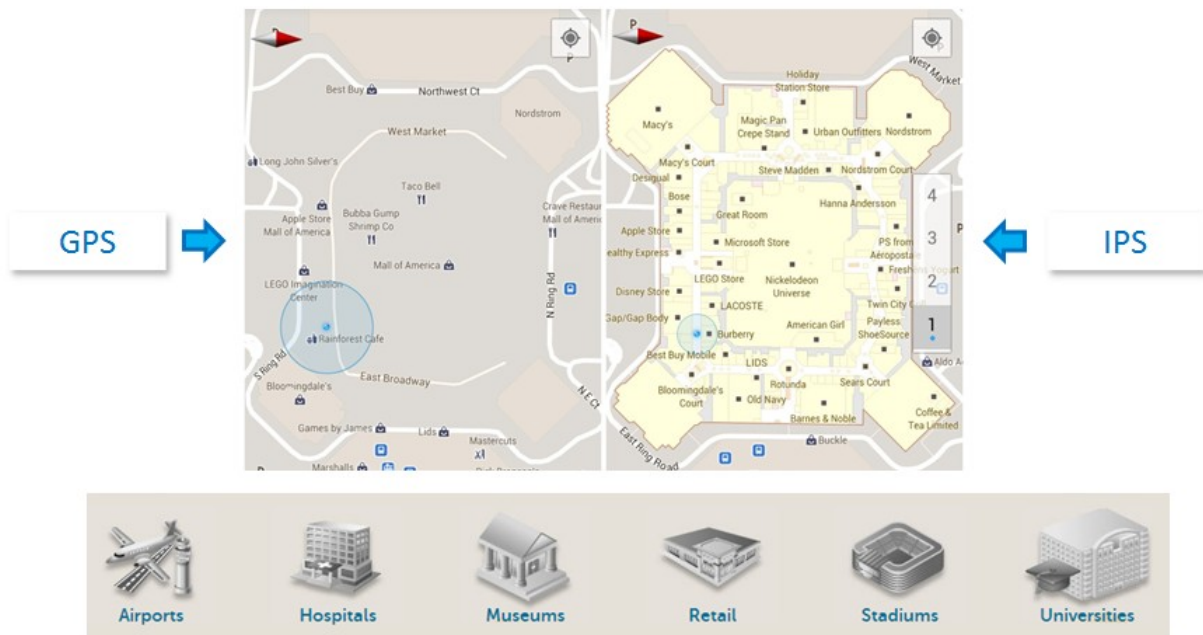 GPS
P
Best Buy
Northwest Ct
Nordstrom
West Market
Long John Silver's
Taco Bell
Apple Store
Mall of America
Bubba Gump
Shrimp Co
Mall of America
LEGO Imagination
Center
N Ring Rd
Rainforest Cafe
S Ring Rd
East Broadway
Bloomingdale's
N E Ct
Games by James
Lids
Mastercuts
Marshalls
P
West Market
Holiday
Station Store
Macy's
Magic Pan
Crepe Stand
Urban Outfitters
Nordstrom
Macy's Court
Steve Madden
Nordstrom Court
Desigual
Bose
Hanna Andersson
Great Room
Apple Store
Microsoft Store
PS from
Aéropostale
ealthy Express
LEGO Store
Nickelodeon
Universe
Disney Store
LACOSTE
Gap/Gap Body
Burberry
American Girl
Payless
ShoeSource
Best Buy Mobile
LIDS
Bloomingdale's
Court
Rotunda
Sears Court
Old Navy
Barnes & Noble
Coffee &
Tea Limited
East Ring Road
Buckle
4
3
2
1
IPS
Airports
Hospitals
Museums
Retail
Stadiums
Universities